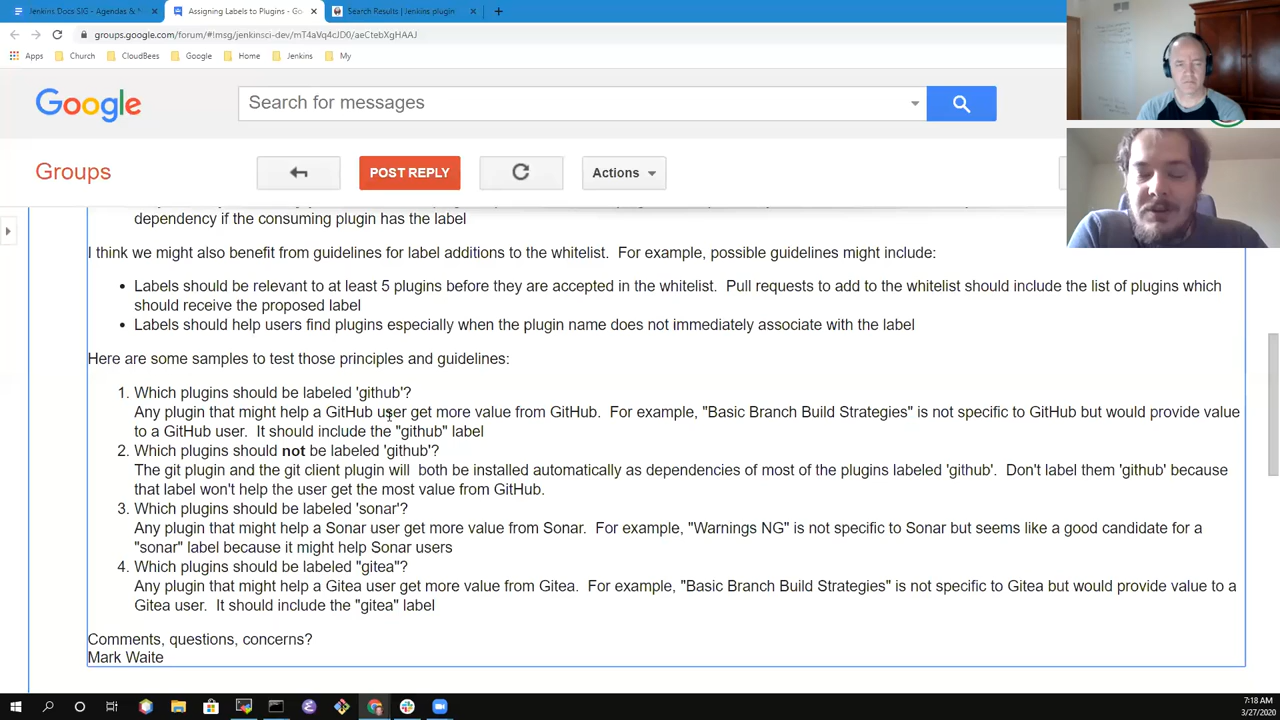 Jenkins Docs SIG - Agendas &
Assigning Labels to Plugins - Go
Search Results | Jenkins plugin
groups.google.com/forum/#!msg/jenkinsci-dev/mT4aVq4cJD0/aeCtebXgHAAJ
Apps
Church
CloudBees
Google
Home
Jenkins
My
Google
Search for messages
Groups
POST REPLY
Actions
dependency if the consuming plugin has the label
I think we might also benefit from guidelines for label additions to the whitelist.  For example, possible guidelines might include:
• Labels should be relevant to at least 5 plugins before they are accepted in the whitelist.  Pull requests to add to the whitelist should include the list of plugins which
should receive the proposed label
• Labels should help users find plugins especially when the plugin name does not immediately associate with the label
Here are some samples to test those principles and guidelines:
1. Which plugins should be labeled 'github'?
Any plugin that might help a GitHub user get more value from GitHub.  For example, "Basic Branch Build Strategies" is not specific to GitHub but would provide value
to a GitHub user.  It should include the "github" label
2. Which plugins should not be labeled 'github'?
The git plugin and the git client plugin will  both be installed automatically as dependencies of most of the plugins labeled 'github'.  Don't label them 'github' because
that label won't help the user get the most value from GitHub.
3. Which plugins should be labeled 'sonar'?
Any plugin that might help a Sonar user get more value from Sonar.  For example, "Warnings NG" is not specific to Sonar but seems like a good candidate for a
"sonar" label because it might help Sonar users
4. Which plugins should be labeled "gitea"?
Any plugin that might help a Gitea user get more value from Gitea.  For example, "Basic Branch Build Strategies" is not specific to Gitea but would provide value to a
Gitea user.  It should include the "gitea" label
Comments, questions, concerns?
Mark Waite
7:18 AM
3/27/2020